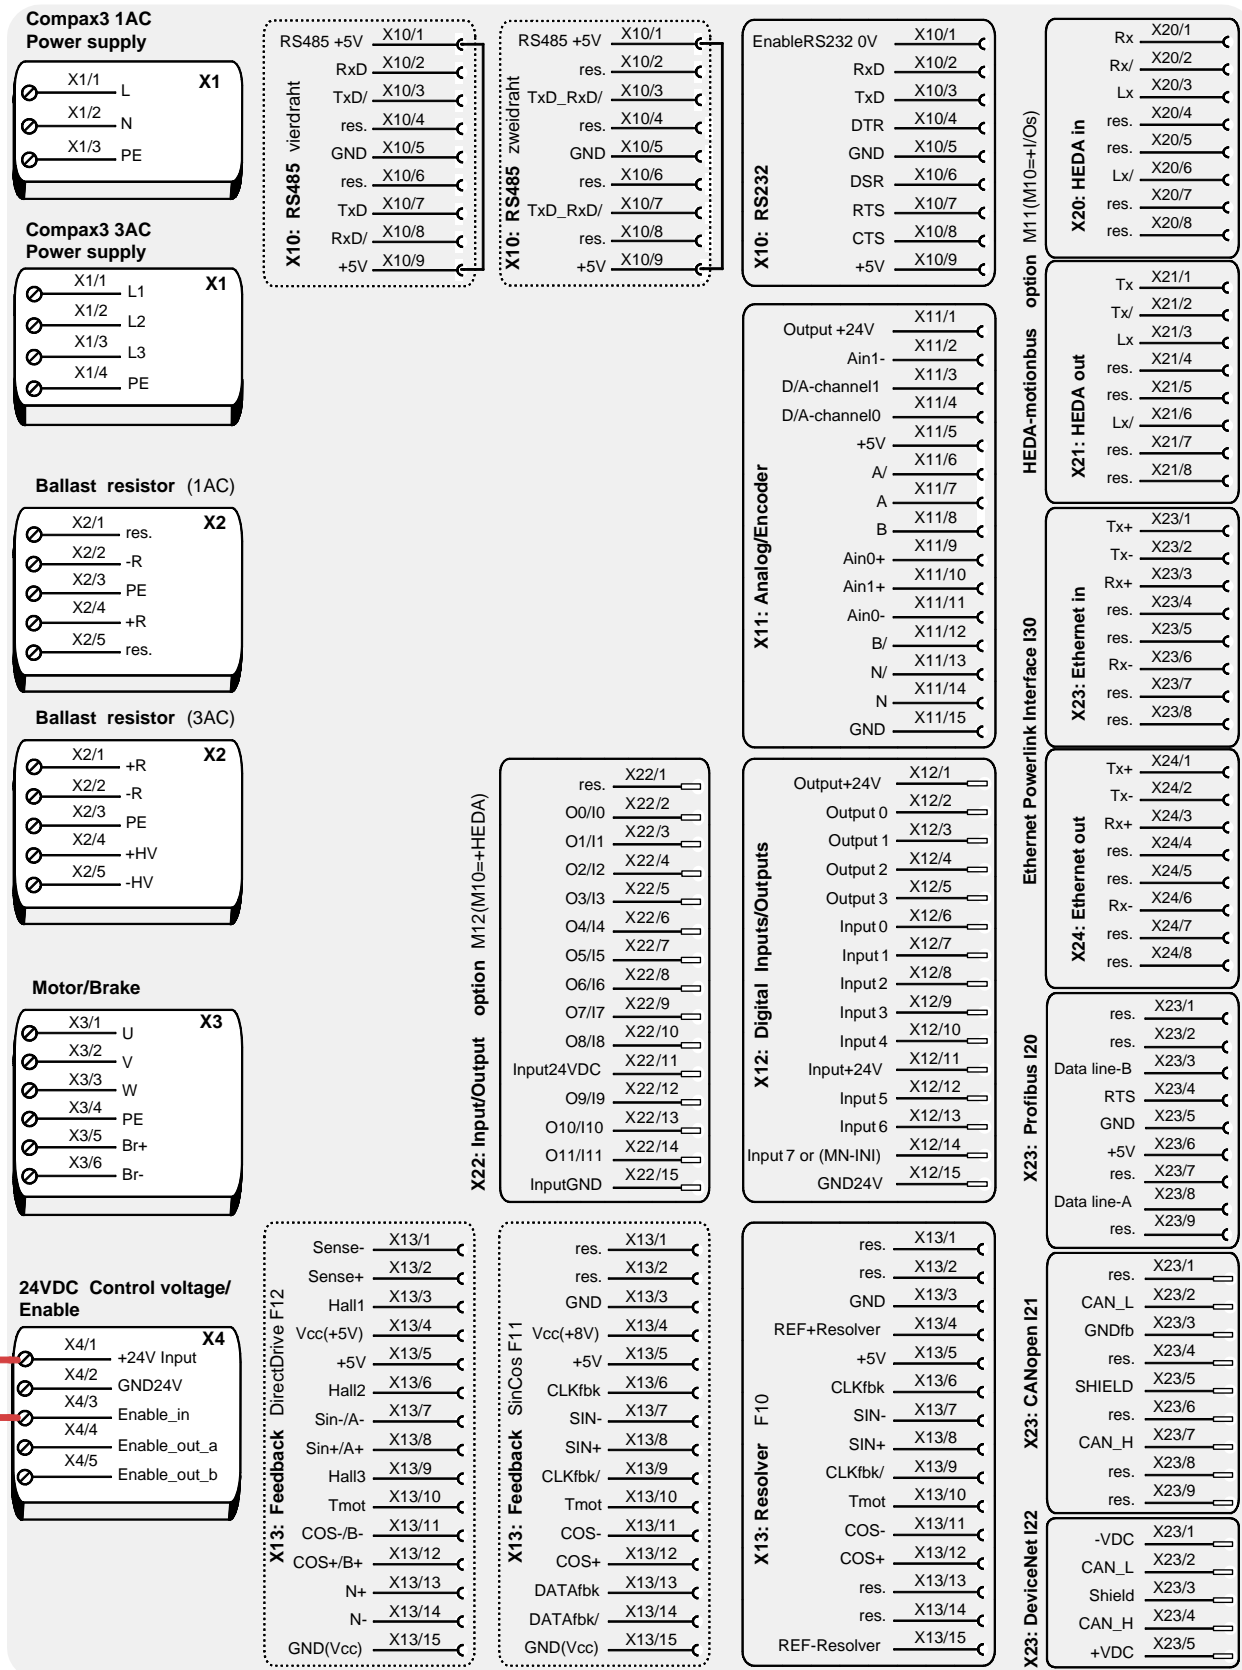 Compax3 1AC
Power supply
X1
X1/1 L
X1/2 N
X1/3 PE
Compax3 3AC
Power supply
X1
X1/1 L1
X1/2 L2
X1/3 L3
X1/4 PE
Ballast resistor (1AC)
X2
X2/1 res.
X2/2 -R
X2/3 PE
X2/4 +R
X2/5 res.
Ballast resistor (3AC)
X2
X2/1 +R
X2/2 -R
X2/3 PE
X2/4 +HV
X2/5 -HV
Motor/Brake
X3
X3/1 U
X3/2 V
X3/3 W
X3/4 PE
X3/5 Br+
X3/6 Br-
24VDC Control voltage/
Enable
X4
X4/1 +24V Input
X4/2 GND24V
X4/3 Enable_in
X4/4 Enable_out_a
X4/5 Enable_out_b
X10: RS485 vierdraht
RS485 +5V X10/1
RxD X10/2
TxD/ X10/3
res. X10/4
GND X10/5
res. X10/6
TxD X10/7
RxD/ X10/8
+5V X10/9
X10: RS485 zweidraht
RS485 +5V X10/1
res. X10/2
TxD_RxD/ X10/3
res. X10/4
GND X10/5
res. X10/6
TxD_RxD/ X10/7
res. X10/8
+5V X10/9
X10: RS232
EnableRS232 0V X10/1
RxD X10/2
TxD X10/3
DTR X10/4
GND X10/5
DSR X10/6
RTS X10/7
CTS X10/8
+5V X10/9
X11: Analog/Encoder
Output +24V X11/1
Ain1- X11/2
D/A-channel1 X11/3
D/A-channel0 X11/4
+5V X11/5
A/ X11/6
A X11/7
B X11/8
Ain0+ X11/9
Ain1+ X11/10
Ain0- X11/11
B/ X11/12
N/ X11/13
N X11/14
GND X11/15
X22: Input/Output option M12(M10=+HEDA)
res. X22/1
O0/I0 X22/2
O1/I1 X22/3
O2/I2 X22/4
O3/I3 X22/5
O4/I4 X22/6
O5/I5 X22/7
O6/I6 X22/8
O7/I7 X22/9
O8/I8 X22/10
Input24VDC X22/11
O9/I9 X22/12
O10/I10 X22/13
O11/I11 X22/14
InputGND X22/15
X12: Digital Inputs/Outputs
Output+24V X12/1
Output 0 X12/2
Output 1 X12/3
Output 2 X12/4
Output 3 X12/5
Input 0 X12/6
Input 1 X12/7
Input 2 X12/8
Input 3 X12/9
Input 4 X12/10
Input+24V X12/11
Input 5 X12/12
Input 6 X12/13
Input 7 or (MN-INI) X12/14
GND24V X12/15
X13: Feedback DirectDrive F12
Sense- X13/1
Sense+ X13/2
Hall1 X13/3
Vcc(+5V) X13/4
+5V X13/5
Hall2 X13/6
Sin-/A- X13/7
Sin+/A+ X13/8
Hall3 X13/9
Tmot X13/10
COS-/B- X13/11
COS+/B+ X13/12
N+ X13/13
N- X13/14
GND(Vcc) X13/15
X13: Feedback SinCos F11
res. X13/1
res. X13/2
GND X13/3
Vcc(+8V) X13/4
+5V X13/5
CLKfbk X13/6
SIN- X13/7
SIN+ X13/8
CLKfbk/ X13/9
Tmot X13/10
COS- X13/11
COS+ X13/12
DATAfbk X13/13
DATAfbk/ X13/14
GND(Vcc) X13/15
X13: Resolver F10
res. X13/1
res. X13/2
GND X13/3
REF+Resolver X13/4
+5V X13/5
CLKfbk X13/6
SIN- X13/7
SIN+ X13/8
CLKfbk/ X13/9
Tmot X13/10
COS- X13/11
COS+ X13/12
res. X13/13
res. X13/14
REF-Resolver X13/15
HEDA-motionbus option M11(M10=+I/Os)
X20: HEDA in
Rx X20/1
Rx/ X20/2
Lx X20/3
res. X20/4
res. X20/5
Lx/ X20/6
res. X20/7
res. X20/8
X21: HEDA out
Tx X21/1
Tx/ X21/2
Lx X21/3
res. X21/4
res. X21/5
Lx/ X21/6
res. X21/7
res. X21/8
Ethernet Powerlink Interface I30
X23: Ethernet in
Tx+ X23/1
Tx- X23/2
Rx+ X23/3
res. X23/4
res. X23/5
Rx- X23/6
res. X23/7
res. X23/8
X24: Ethernet out
Tx+ X24/1
Tx- X24/2
Rx+ X24/3
res. X24/4
res. X24/5
Rx- X24/6
res. X24/7
res. X24/8
X23: Profibus I20
res. X23/1
res. X23/2
Data line-B X23/3
RTS X23/4
GND X23/5
+5V X23/6
res. X23/7
Data line-A X23/8
res. X23/9
X23: CANopen I21
res. X23/1
CAN_L X23/2
GNDfb X23/3
res. X23/4
SHIELD X23/5
res. X23/6
CAN_H X23/7
res. X23/8
res. X23/9
X23: DeviceNet I22
-VDC X23/1
CAN_L X23/2
Shield X23/3
CAN_H X23/4
+VDC X23/5